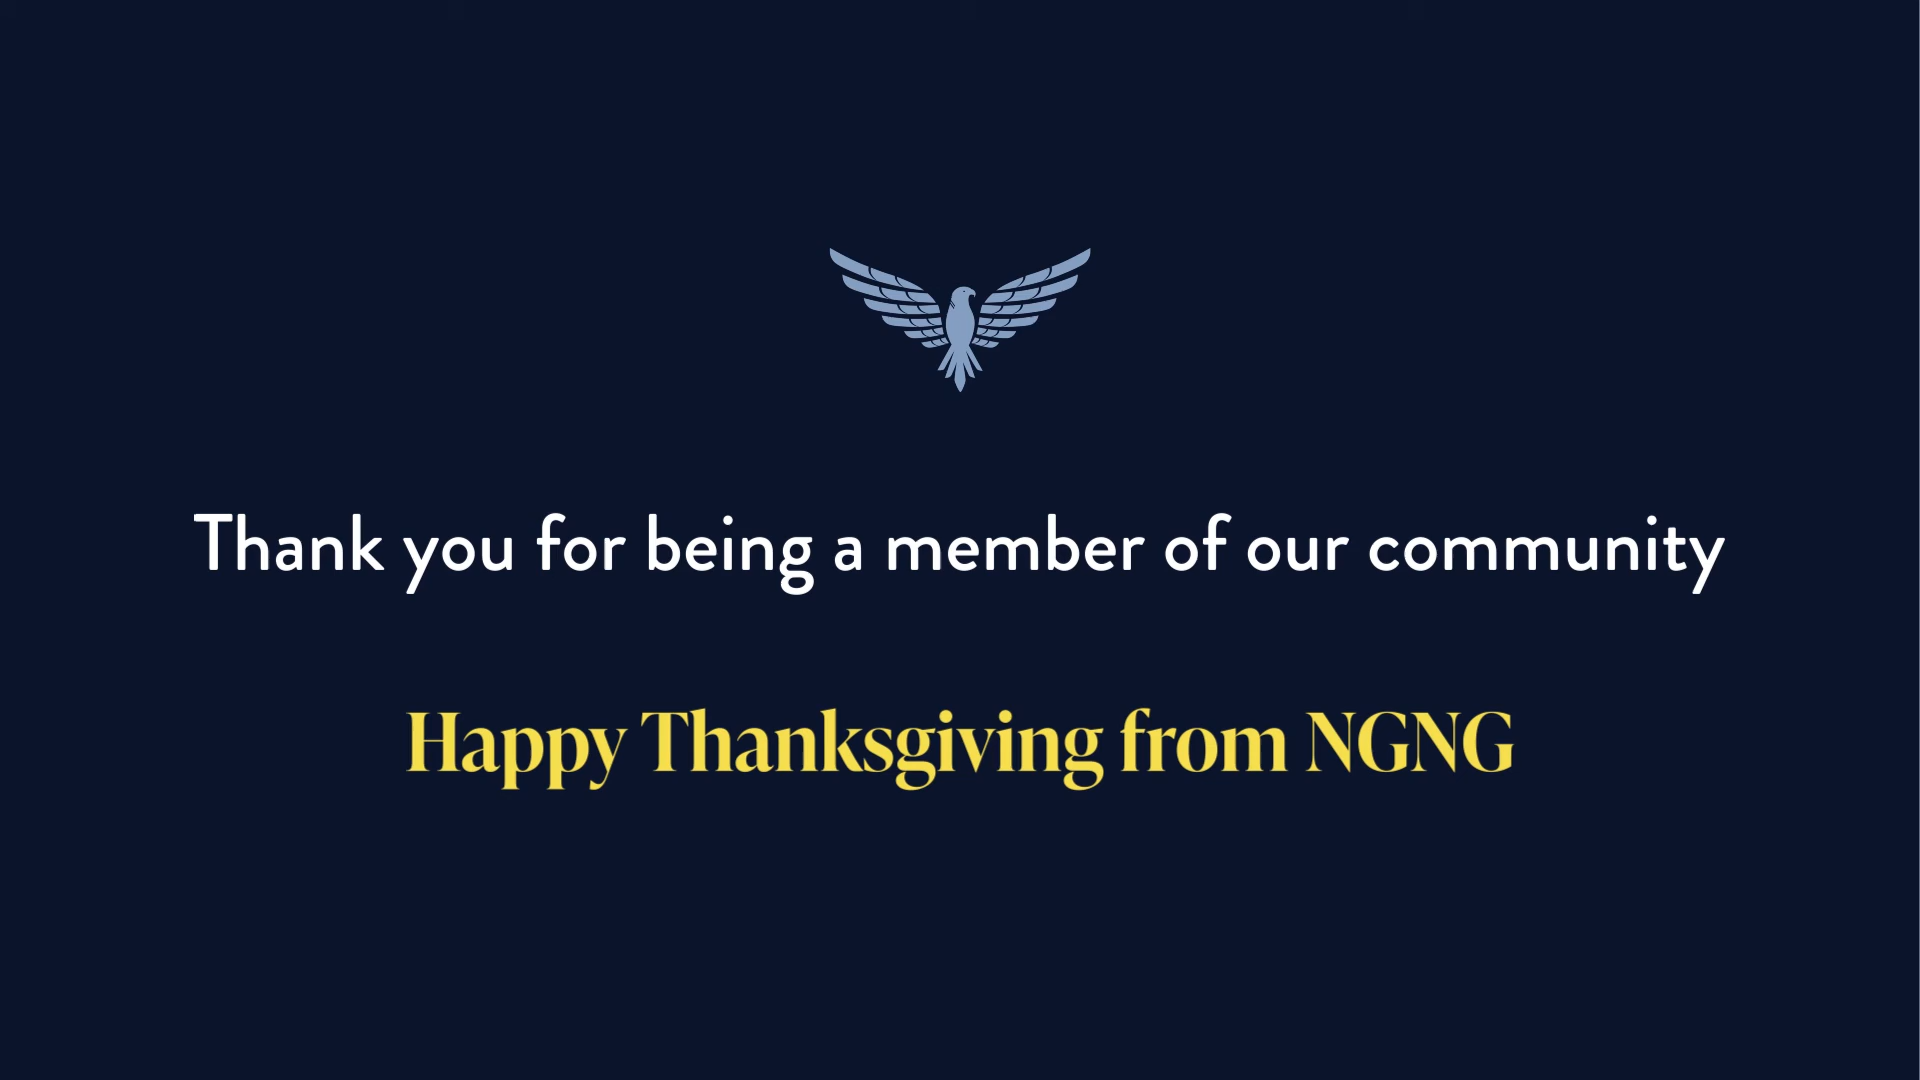 Thank you for being a member of our community
Happy Thanksgiving from NGNG